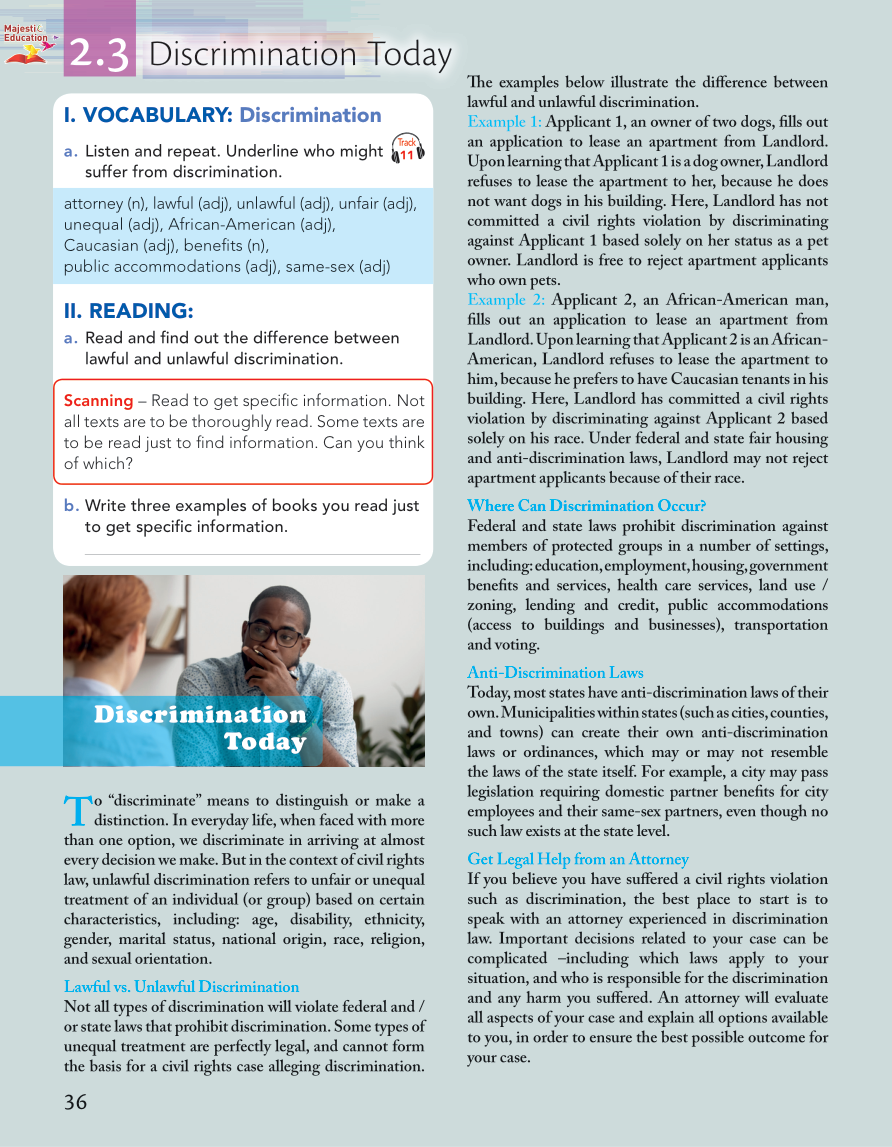 Majestic
Education
2.3 Discrimination Today
I. VOCABULARY: Discrimination
a. Listen and repeat. Underline who might
suffer from discrimination.
Track
11
attorney (n), lawful (adj), unlawful (adj), unfair (adj),
unequal (adj), African-American (adj),
Caucasian (adj), benefits (n),
public accommodations (adj), same-sex (adj)
II. READING:
a. Read and find out the difference between
lawful and unlawful discrimination.
Scanning – Read to get specific information. Not
all texts are to be thoroughly read. Some texts are
to be read just to find information. Can you think
of which?
b. Write three examples of books you read just
to get specific information.
Discrimination
Today
To “discriminate” means to distinguish or make a
distinction. In everyday life, when faced with more
than one option, we discriminate in arriving at almost
every decision we make. But in the context of civil rights
law, unlawful discrimination refers to unfair or unequal
treatment of an individual (or group) based on certain
characteristics, including: age, disability, ethnicity,
gender, marital status, national origin, race, religion,
and sexual orientation.
Lawful vs. Unlawful Discrimination
Not all types of discrimination will violate federal and /
or state laws that prohibit discrimination. Some types of
unequal treatment are perfectly legal, and cannot form
the basis for a civil rights case alleging discrimination.
The examples below illustrate the difference between
lawful and unlawful discrimination.
Example 1: Applicant 1, an owner of two dogs, fills out
an application to lease an apartment from Landlord.
Upon learning that Applicant 1 is a dog owner, Landlord
refuses to lease the apartment to her, because he does
not want dogs in his building. Here, Landlord has not
committed a civil rights violation by discriminating
against Applicant 1 based solely on her status as a pet
owner. Landlord is free to reject apartment applicants
who own pets.
Example 2: Applicant 2, an African-American man,
fills out an application to lease an apartment from
Landlord. Upon learning that Applicant 2 is an African-
American, Landlord refuses to lease the apartment to
him, because he prefers to have Caucasian tenants in his
building. Here, Landlord has committed a civil rights
violation by discriminating against Applicant 2 based
solely on his race. Under federal and state fair housing
and anti-discrimination laws, Landlord may not reject
apartment applicants because of their race.
Where Can Discrimination Occur?
Federal and state laws prohibit discrimination against
members of protected groups in a number of settings,
including: education, employment, housing, government
benefits and services, health care services, land use /
zoning, lending and credit, public accommodations
(access to buildings and businesses), transportation
and voting.
Anti-Discrimination Laws
Today, most states have anti-discrimination laws of their
own. Municipalities within states (such as cities, counties,
and towns) can create their own anti-discrimination
laws or ordinances, which may or may not resemble
the laws of the state itself. For example, a city may pass
legislation requiring domestic partner benefits for city
employees and their same-sex partners, even though no
such law exists at the state level.
Get Legal Help from an Attorney
If you believe you have suffered a civil rights violation
such as discrimination, the best place to start is to
speak with an attorney experienced in discrimination
law. Important decisions related to your case can be
complicated –including which laws apply to your
situation, and who is responsible for the discrimination
and any harm you suffered. An attorney will evaluate
all aspects of your case and explain all options available
to you, in order to ensure the best possible outcome for
your case.
36